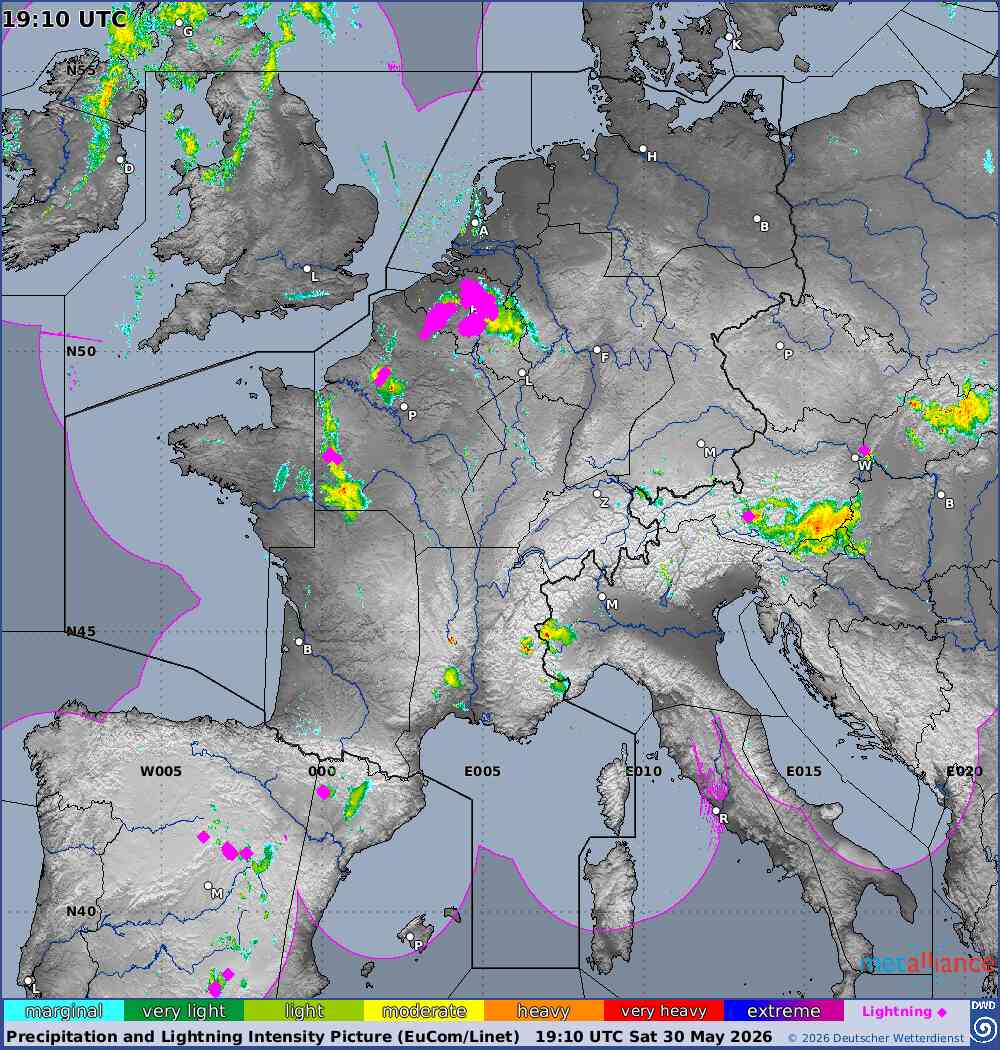 19:10 UTC
G
K
N55
D
H
B
A
L
N50
F
P
L
P
M
W
Z
B
M
N45
B
W005
000
E005
E010
E015
E020
R
M
N40
P
L
metalliance
marginal
very light
light
moderate
heavy
very heavy
extreme
Lightning
DWD
Precipitation and Lightning Intensity Picture (EuCom/Linet) 19:10 UTC Sat 30 May 2026 © 2026 Deutscher Wetterdienst